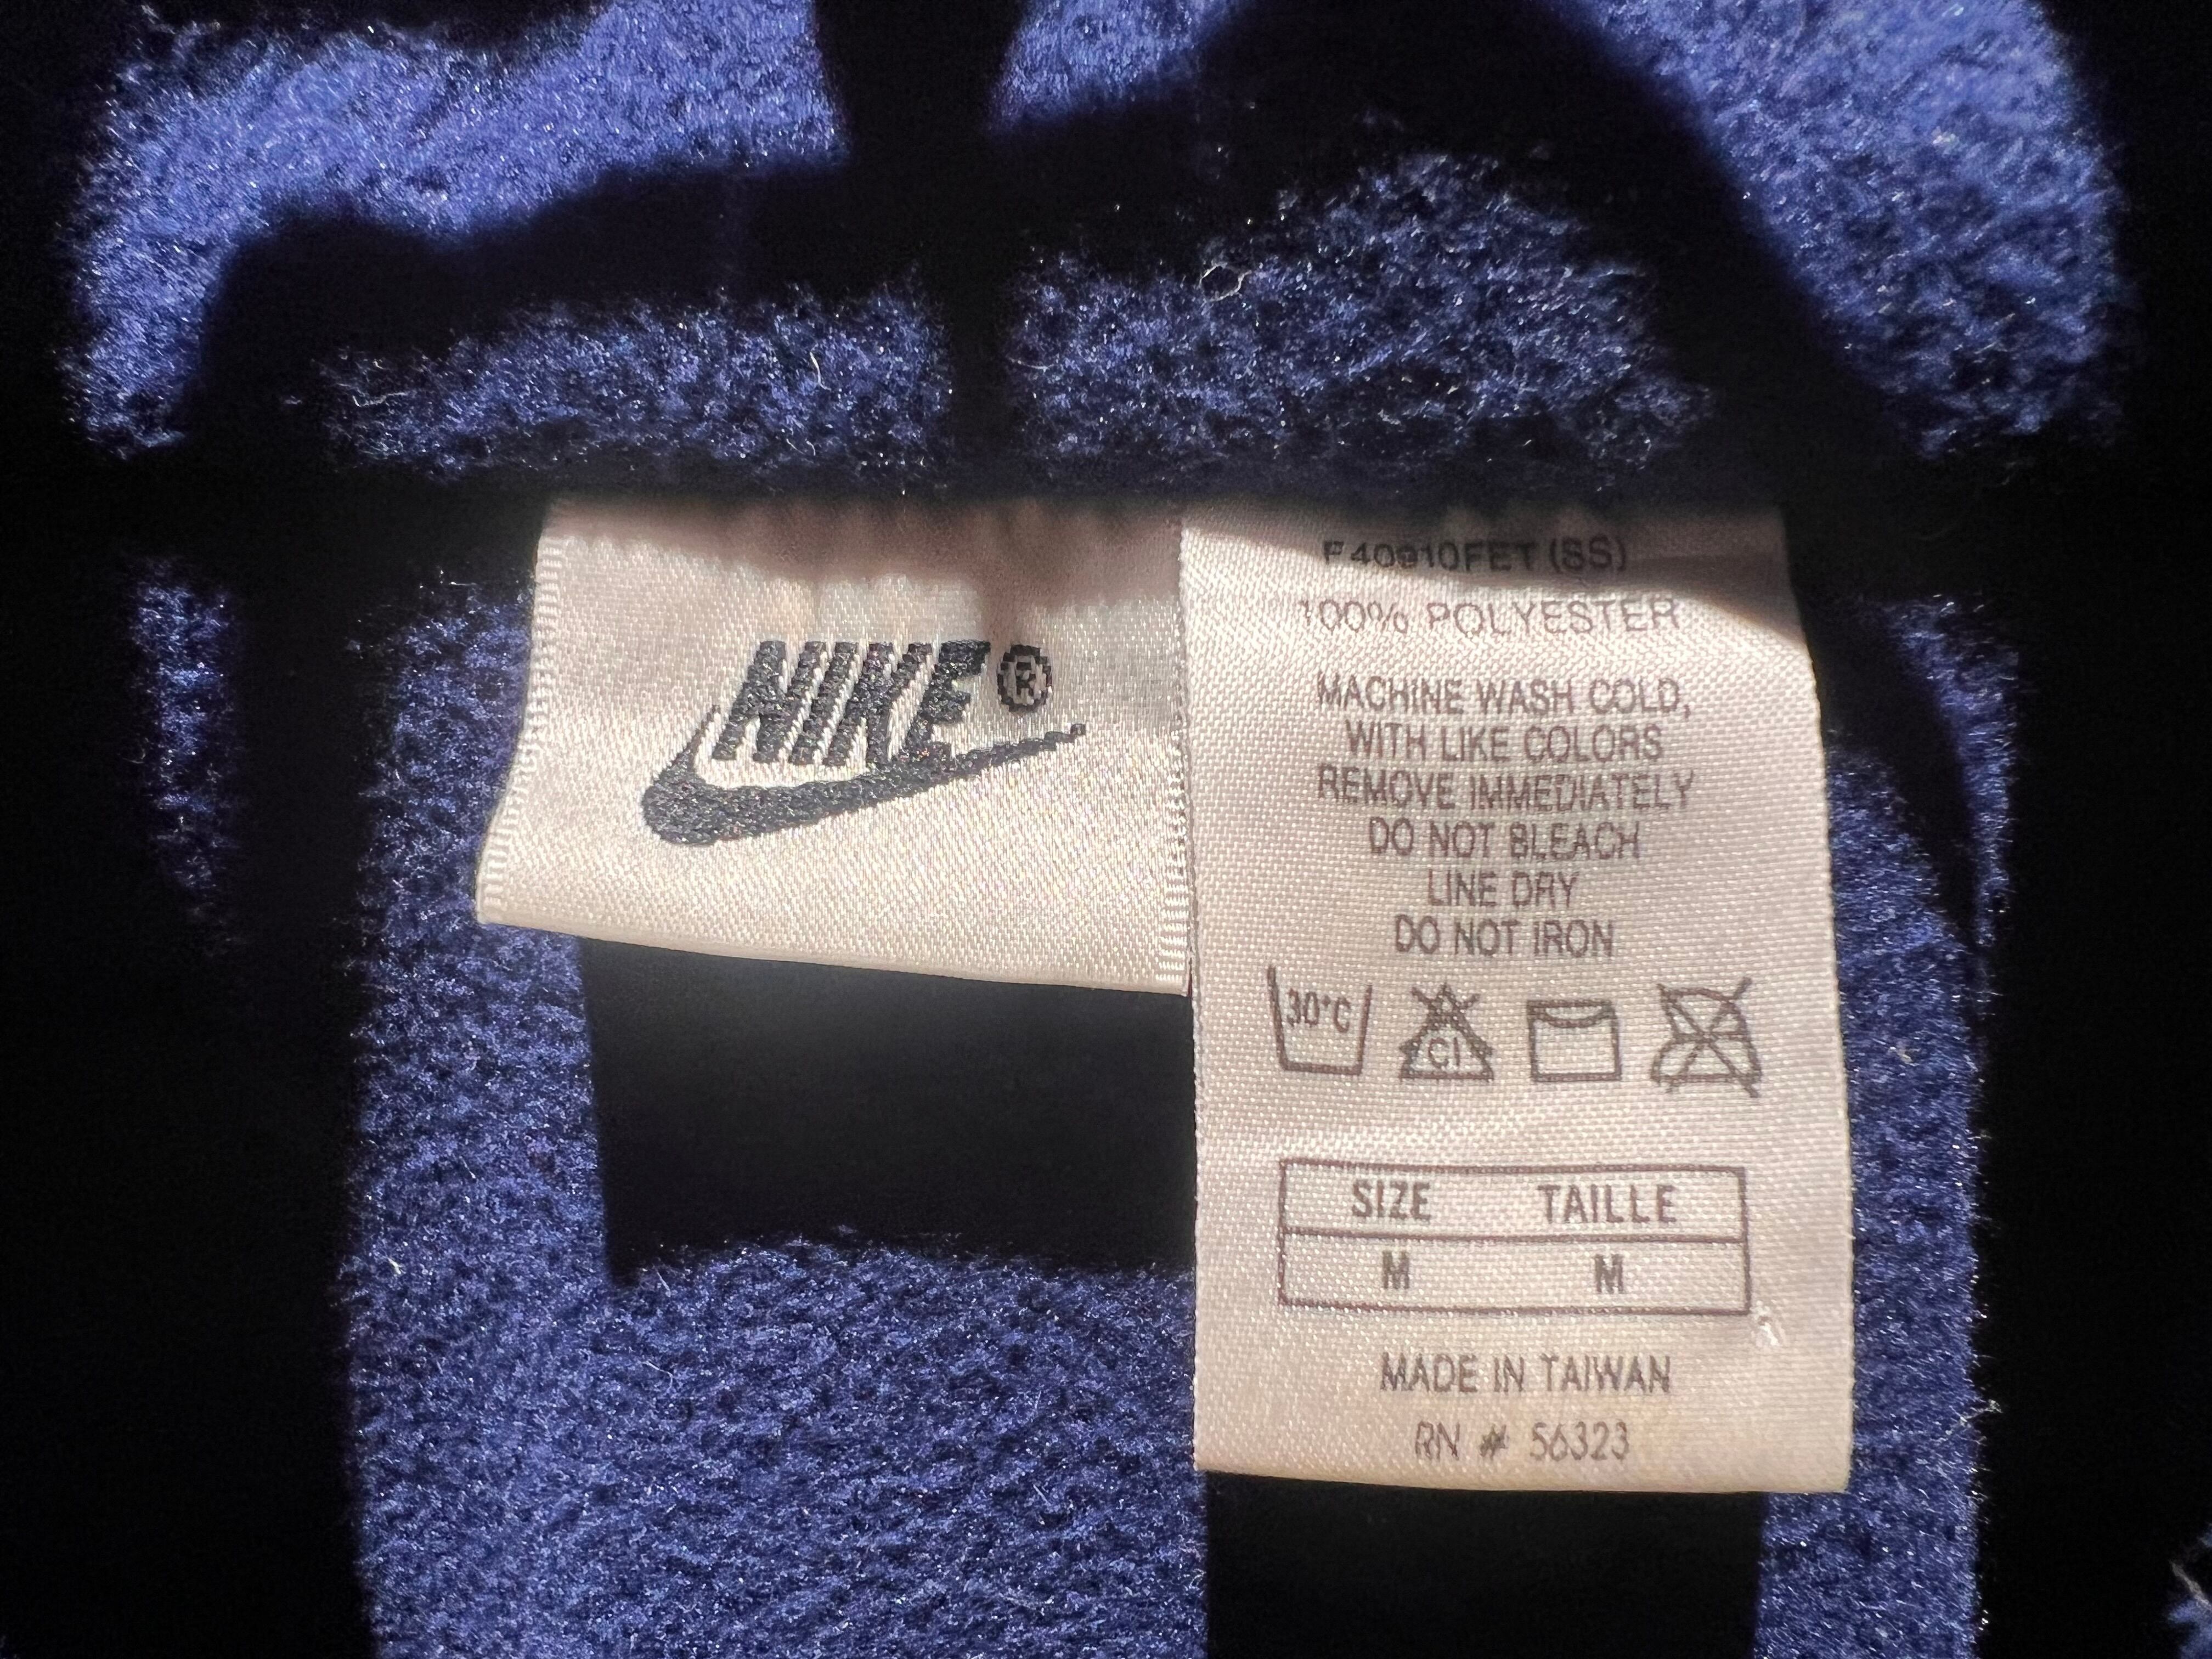 NIKE®
F40910FET (SS)
100% POLYESTER
MACHINE WASH COLD,
WITH LIKE COLORS
REMOVE IMMEDIATELY
DO NOT BLEACH
LINE DRY
DO NOT IRON
30°C
Cl
SIZE TAILLE
M M
MADE IN TAIWAN
RN # 56323